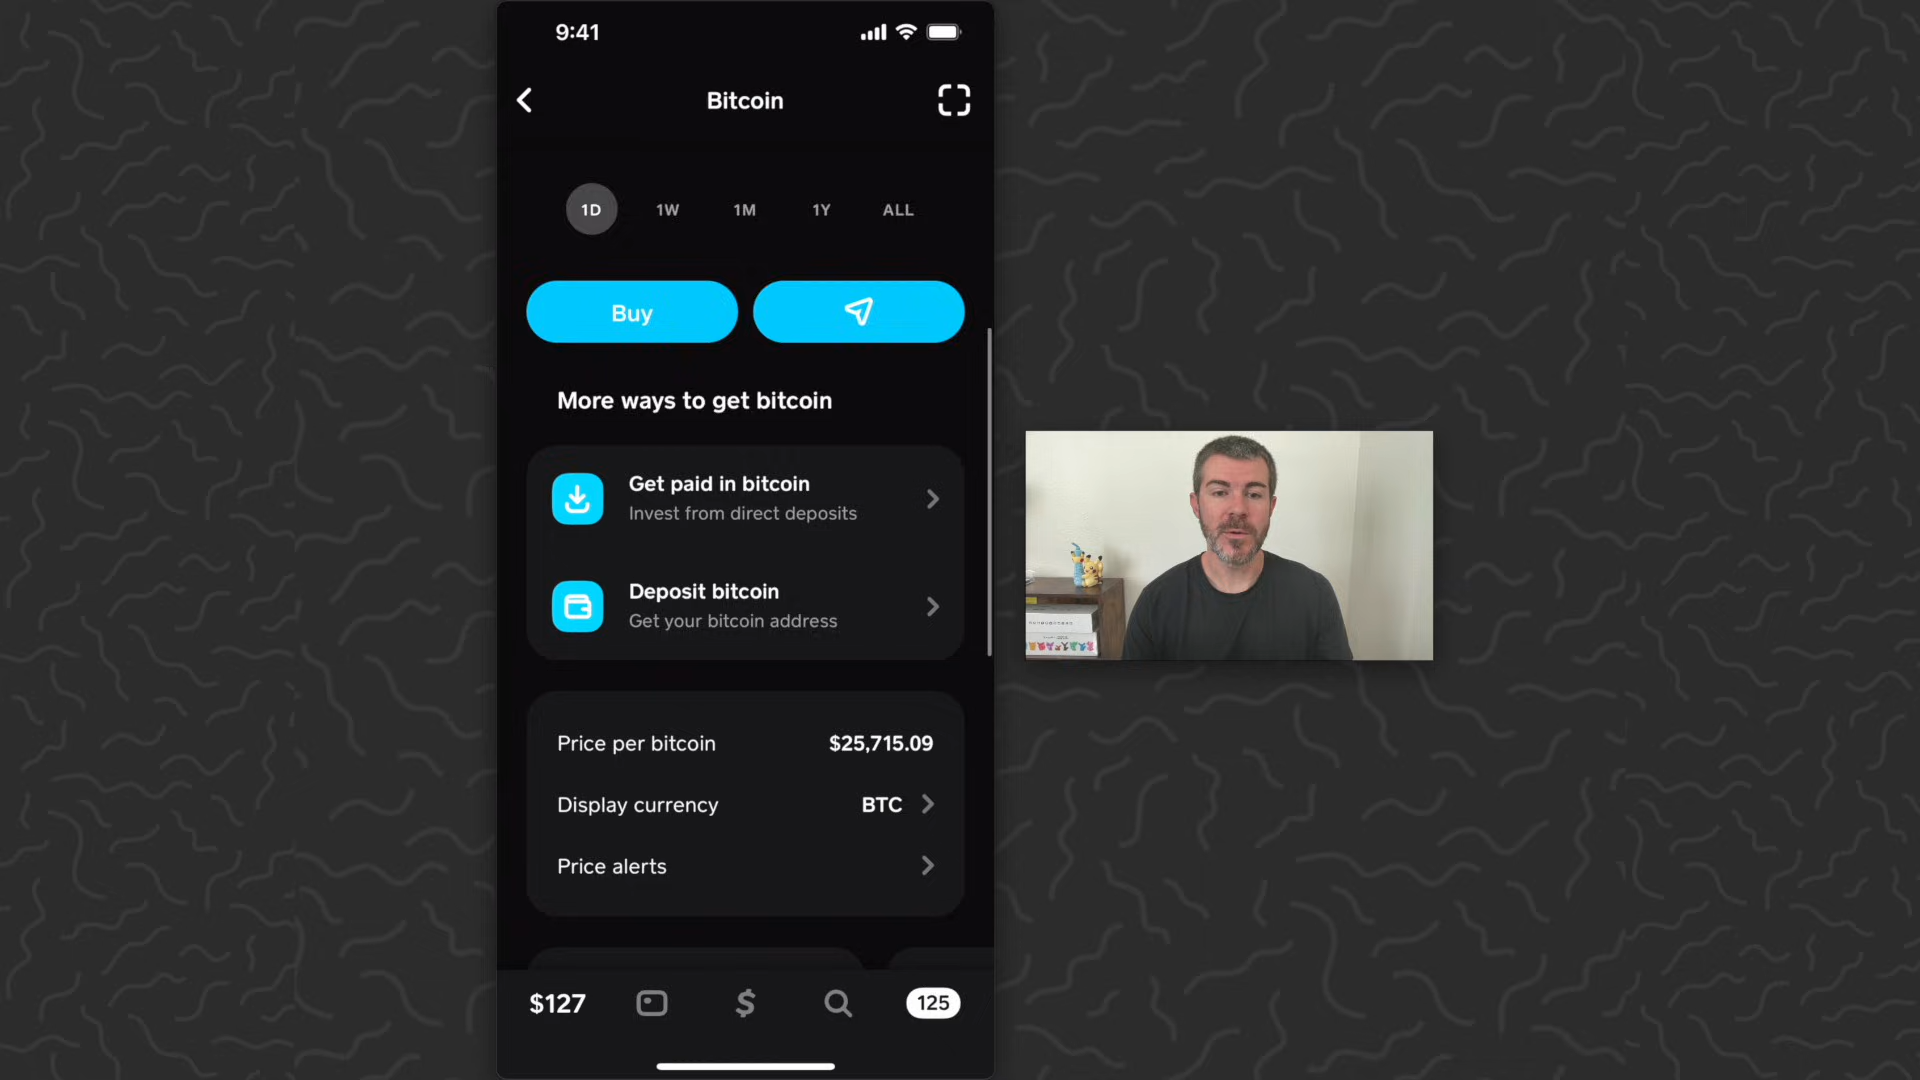 9:41
Bitcoin
1D 1W 1M 1Y ALL
Buy
More ways to get bitcoin
Get paid in bitcoin
Invest from direct deposits
Deposit bitcoin
Get your bitcoin address
Price per bitcoin $25,715.09
Display currency BTC
Price alerts
$127 $ 125